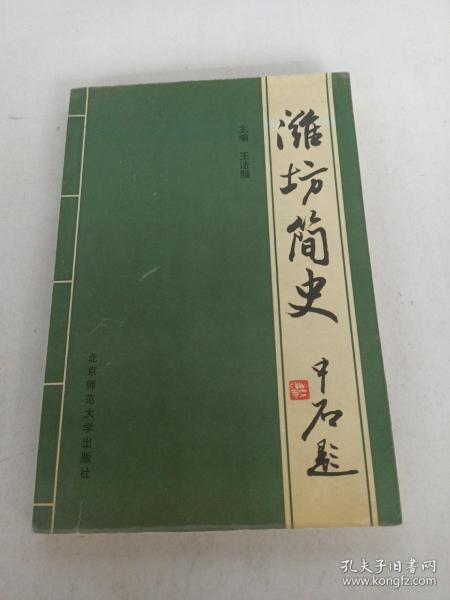 潍坊简史
中石题
主编 王法麟
北京师范大学出版社
孔夫子旧书网
www.kongfz.com